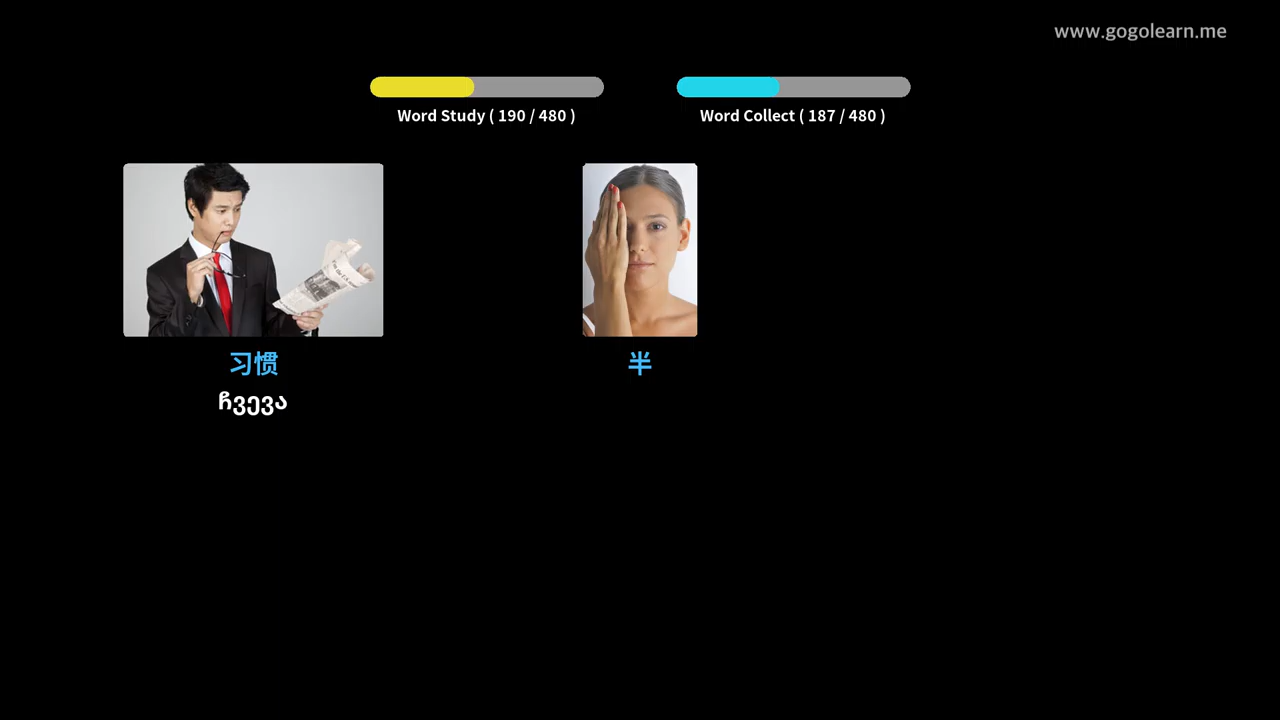 www.gogolearn.me
Word Study ( 190 / 480 )
Word Collect ( 187 / 480 )
习惯
ჩვევა
半